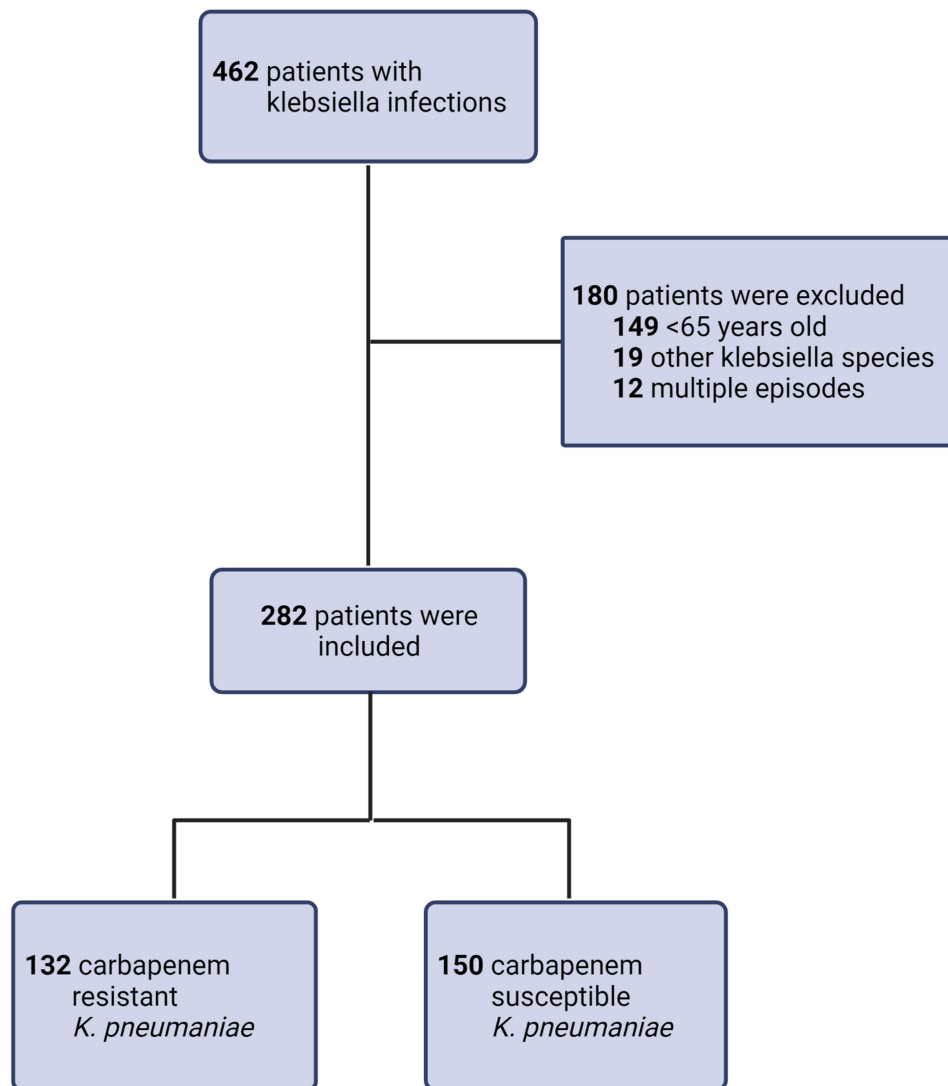 462 patients with
klebsiella infections
180 patients were excluded
149 <65 years old
19 other klebsiella species
12 multiple episodes
282 patients were
included
132 carbapenem
resistant
K. pneumaniae
150 carbapenem
susceptible
K. pneumaniae